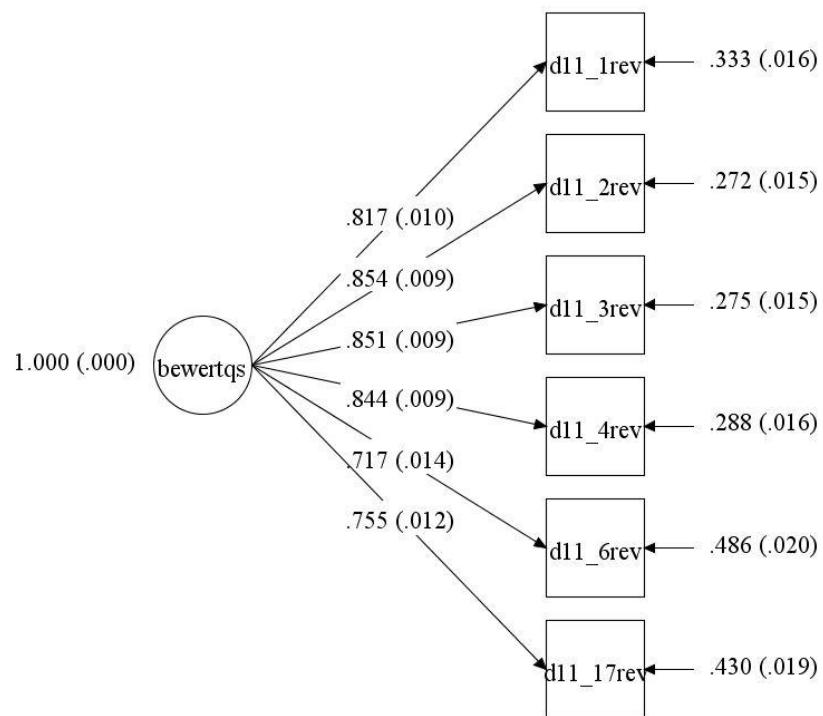 d11_1rev .333 (.016)
d11_2rev .272 (.015)
.817 (.010)
.854 (.009)
d11_3rev .275 (.015)
.851 (.009)
1.000 (.000) bewertqs
.844 (.009)
d11_4rev .288 (.016)
.717 (.014)
.755 (.012)
d11_6rev .486 (.020)
d11_17rev .430 (.019)